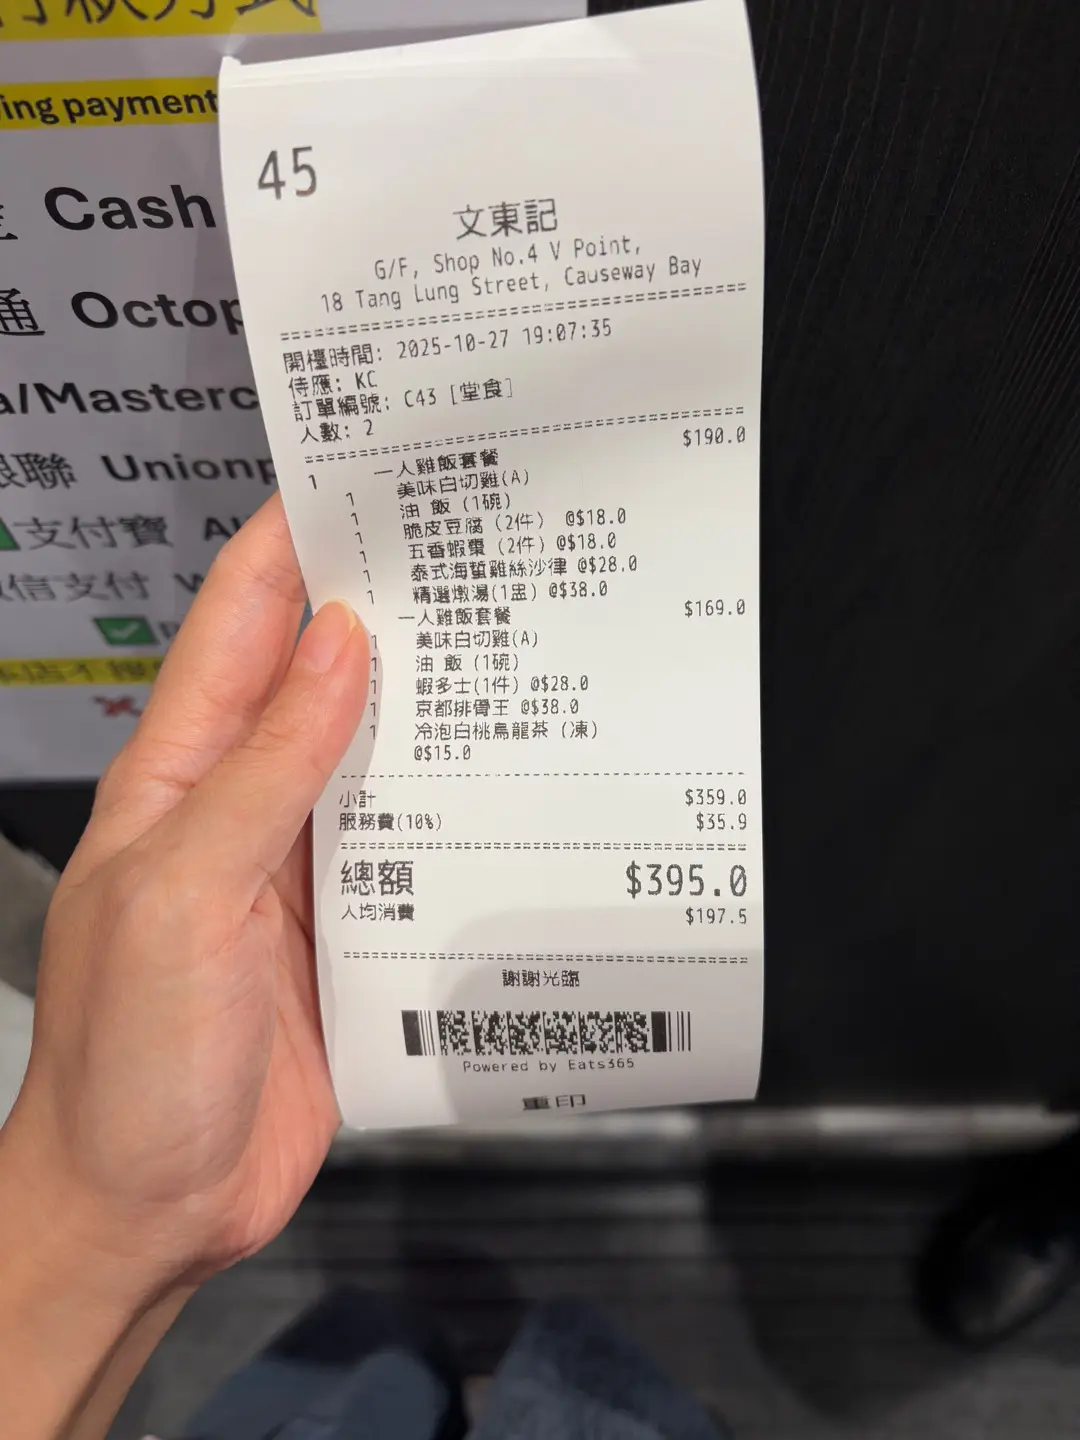 ing payment
Cash
通 Octop
a/Masterc
銀聯 Unionp
支付寶
信支付 W
45
文東記
G/F, Shop No.4 V Point,
18 Tang Lung Street, Causeway Bay
開檯時間: 2025-10-27 19:07:35
侍應: KC
訂單編號: C43 [堂食]
人數: 2
1 一人雞飯套餐 $190.0
1 美味白切雞(A)
1 油 飯 (1碗)
1 脆皮豆腐 (2件) @$18.0
1 五香蝦棗 (2件) @$18.0
1 泰式海蜇雞絲沙律 @$28.0
1 精選燉湯(1盅) @$38.0
一人雞飯套餐 $169.0
1 美味白切雞(A)
1 油 飯 (1碗)
1 蝦多士(1件) @$28.0
1 京都排骨王 @$38.0
1 冷泡白桃烏龍茶 (凍)
@$15.0
小計 $359.0
服務費(10%) $35.9
總額 $395.0
人均消費 $197.5
謝謝光臨
Powered by Eats365
重印